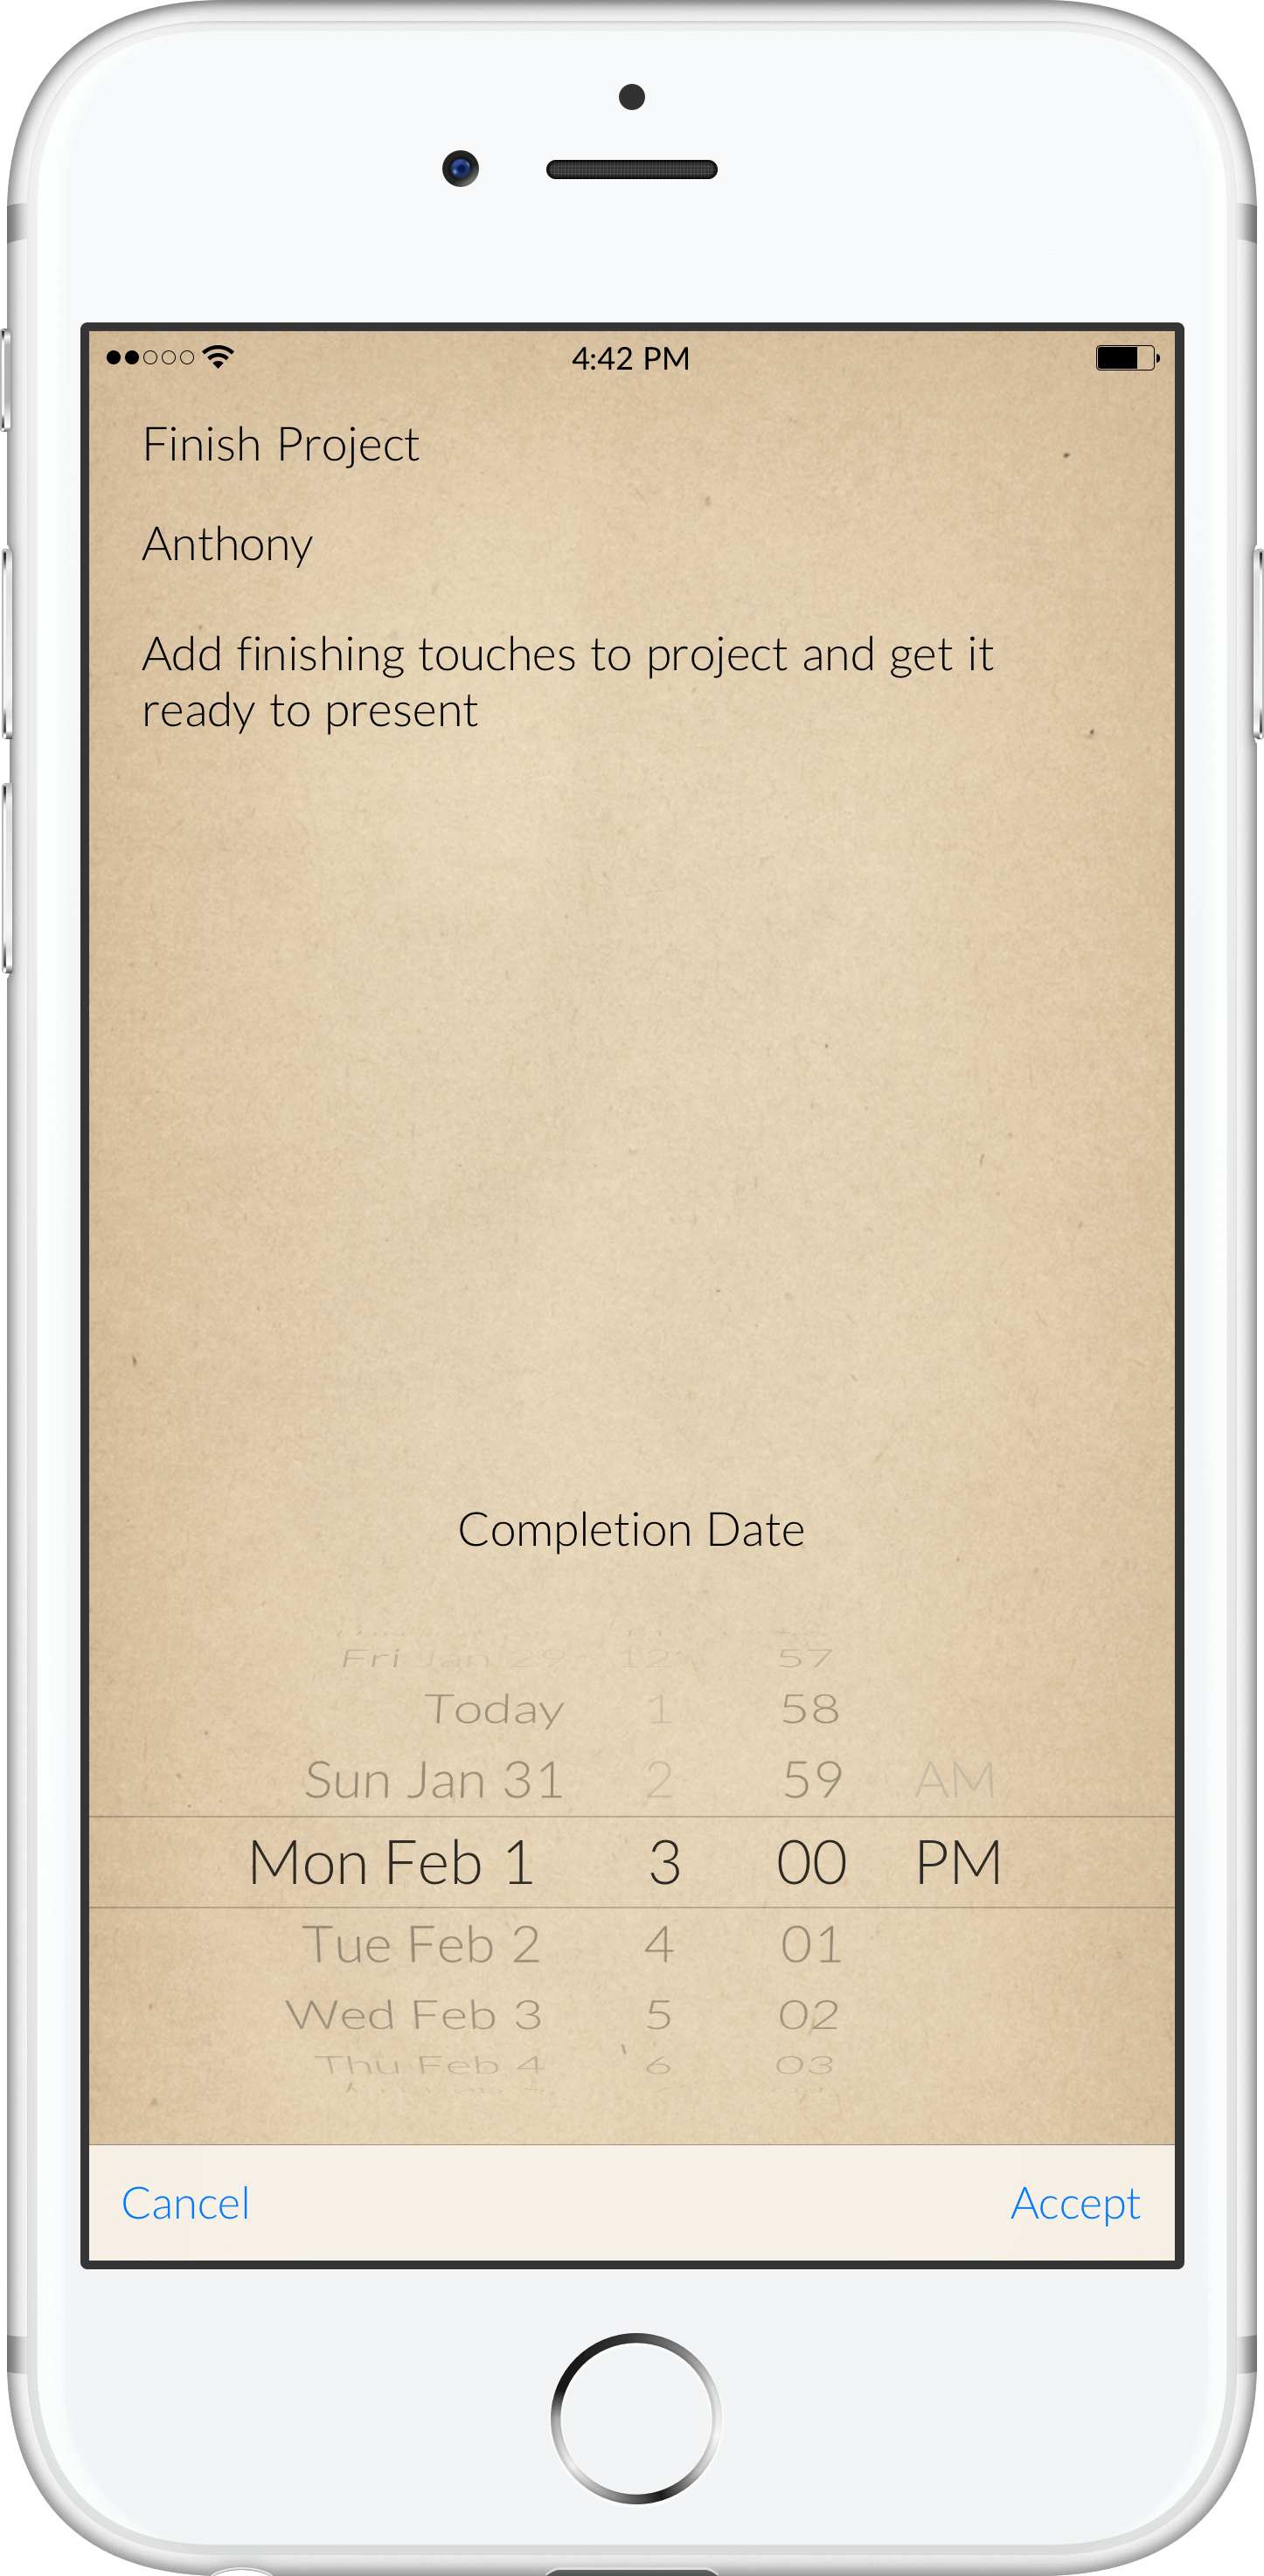 4:42 PM
Finish Project
Anthony
Add finishing touches to project and get it
ready to present
Completion Date
Fri Jan 29 12 57
Today 1 58
Sun Jan 31 2 59 AM
Mon Feb 1 3 00 PM
Tue Feb 2 4 01
Wed Feb 3 5 02
Thu Feb 4 6 03
Cancel Accept